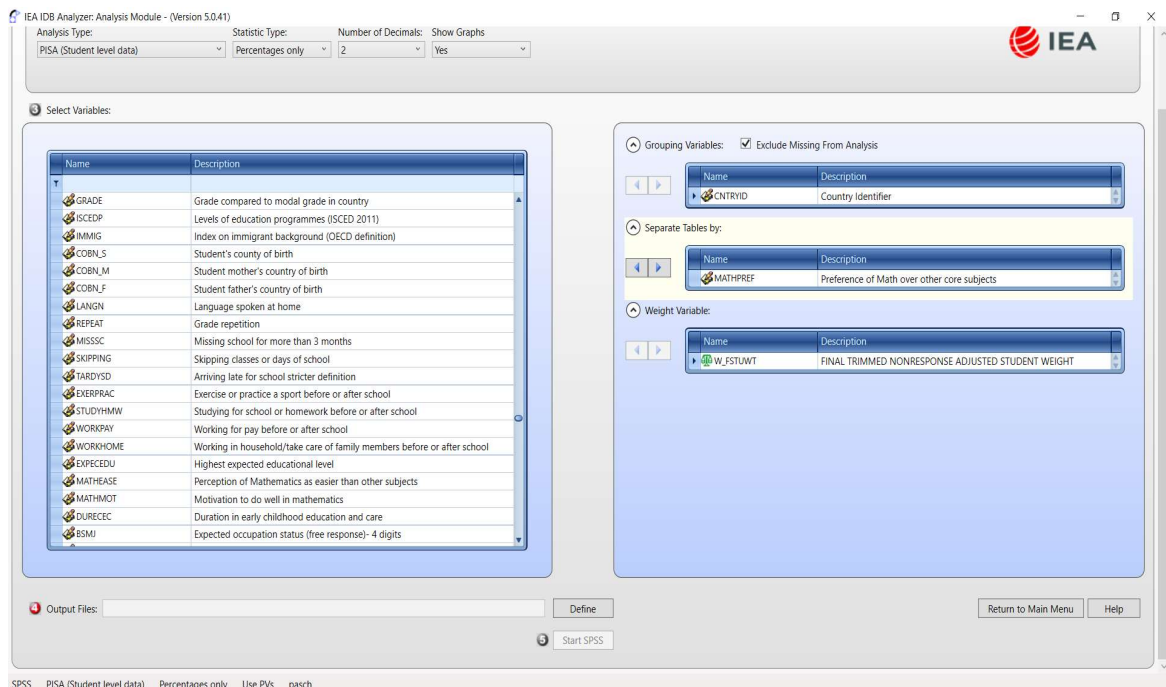 IEA IDB Analyzer: Analysis Module - (Version 5.0.41)
Analysis Type: Statistic Type: Number of Decimals: Show Graphs
PISA (Student level data) Percentages only 2 Yes
IEA
3 Select Variables:
Name Description
GRADE Grade compared to modal grade in country
ISCEDP Levels of education programmes (ISCED 2011)
IMMIG Index on immigrant background (OECD definition)
COBN_S Student's county of birth
COBN_M Student mother's country of birth
COBN_F Student father's country of birth
LANGN Language spoken at home
REPEAT Grade repetition
MISSSC Missing school for more than 3 months
SKIPPING Skipping classes or days of school
TARDYSD Arriving late for school stricter definition
EXERPRAC Exercise or practice a sport before or after school
STUDYHMW Studying for school or homework before or after school
WORKPAY Working for pay before or after school
WORKHOME Working in household/take care of family members before or after school
EXPECEDU Highest expected educational level
MATHEASE Perception of Mathematics as easier than other subjects
MATHMOT Motivation to do well in mathematics
DURECEC Duration in early childhood education and care
BSMJ Expected occupation status (free response)- 4 digits
Grouping Variables: Exclude Missing From Analysis
Name Description
CNTRYID Country Identifier
Separate Tables by:
Name Description
MATHPREF Preference of Math over other core subjects
Weight Variable:
Name Description
W_FSTUWT FINAL TRIMMED NONRESPONSE ADJUSTED STUDENT WEIGHT
4 Output Files: Define
Return to Main Menu Help
5 Start SPSS
SPSS PISA (Student level data) Percentages only Use PVs pasch